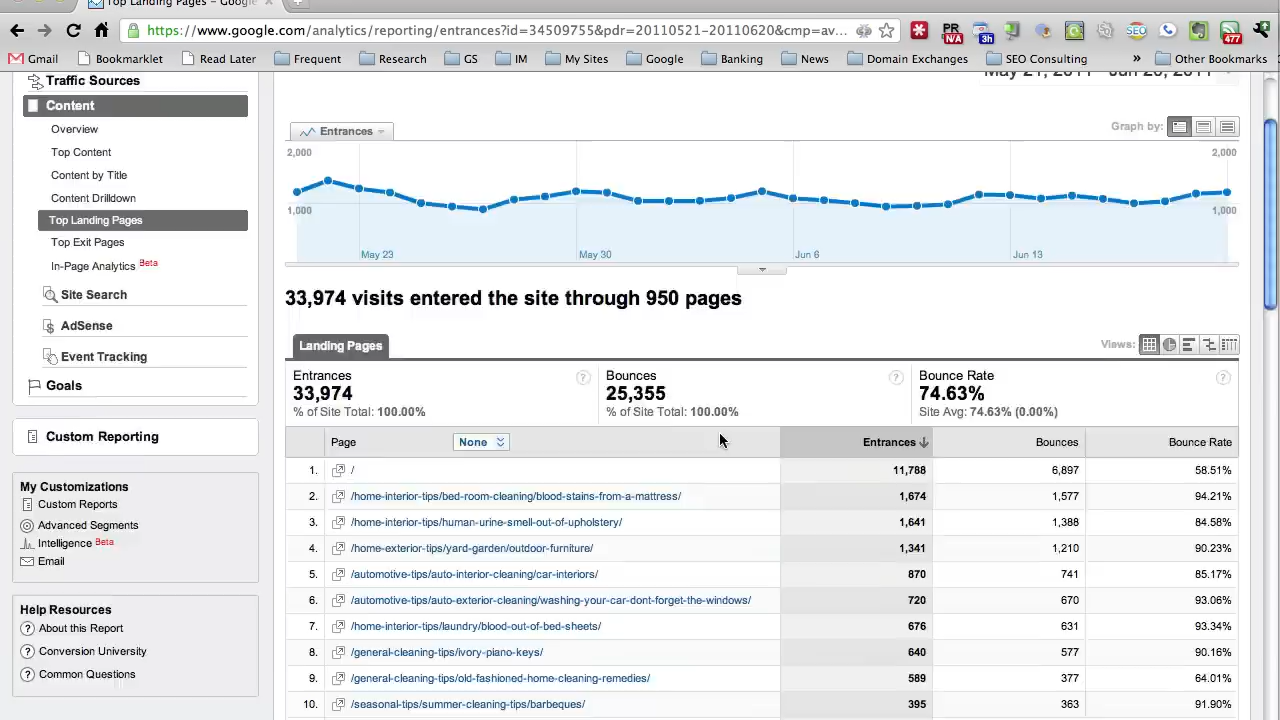 Top Landing Pages – Google
https://www.google.com/analytics/reporting/entrances?id=34509755&pdr=20110521-20110620&cmp=av...
PR
N/A
3h
SEO
477
Gmail
Bookmarklet
Read Later
Frequent
Research
GS
IM
My Sites
Google
Banking
News
Domain Exchanges
SEO Consulting
»
Other Bookmarks
Traffic Sources
Content
Overview
Top Content
Content by Title
Content Drilldown
Top Landing Pages
Top Exit Pages
In-Page Analytics Beta
Site Search
AdSense
Event Tracking
Goals
Custom Reporting
My Customizations
Custom Reports
Advanced Segments
Intelligence Beta
Email
Help Resources
About this Report
Conversion University
Common Questions
May 21, 2011 - Jun 20, 2011
Entrances
Graph by:
2,000 2,000
1,000 1,000
May 23 May 30 Jun 6 Jun 13
33,974 visits entered the site through 950 pages
Landing Pages
Views:
Entrances Bounces Bounce Rate
33,974 25,355 74.63%
% of Site Total: 100.00% % of Site Total: 100.00% Site Avg: 74.63% (0.00%)
Page None Entrances Bounces Bounce Rate
1. / 11,788 6,897 58.51%
2. /home-interior-tips/bed-room-cleaning/blood-stains-from-a-mattress/ 1,674 1,577 94.21%
3. /home-interior-tips/human-urine-smell-out-of-upholstery/ 1,641 1,388 84.58%
4. /home-exterior-tips/yard-garden/outdoor-furniture/ 1,341 1,210 90.23%
5. /automotive-tips/auto-interior-cleaning/car-interiors/ 870 741 85.17%
6. /automotive-tips/auto-exterior-cleaning/washing-your-car-dont-forget-the-windows/ 720 670 93.06%
7. /home-interior-tips/laundry/blood-out-of-bed-sheets/ 676 631 93.34%
8. /general-cleaning-tips/ivory-piano-keys/ 640 577 90.16%
9. /general-cleaning-tips/old-fashioned-home-cleaning-remedies/ 589 377 64.01%
10. /seasonal-tips/summer-cleaning-tips/barbeques/ 395 363 91.90%